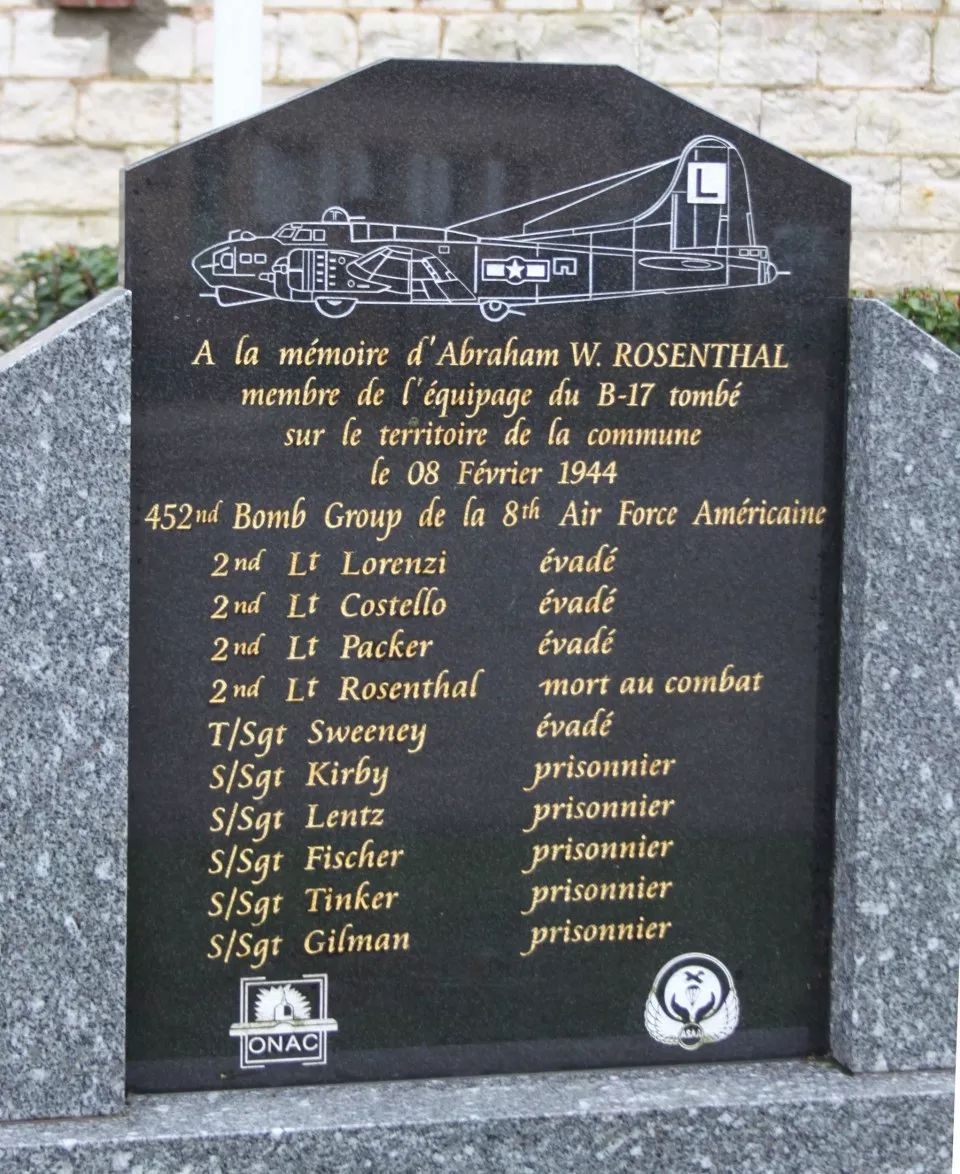 L
A la mémoire d'Abraham W. ROSENTHAL
membre de l'équipage du B-17 tombé
sur le territoire de la commune
le 08 Février 1944
452nd Bomb Group de la 8th Air Force Américaine
2nd Lt Lorenzi évadé
2nd Lt Costello évadé
2nd Lt Packer évadé
2nd Lt Rosenthal mort au combat
T/Sgt Sweeney évadé
S/Sgt Kirby prisonnier
S/Sgt Lentz prisonnier
S/Sgt Fischer prisonnier
S/Sgt Tinker prisonnier
S/Sgt Gilman prisonnier
ONAC